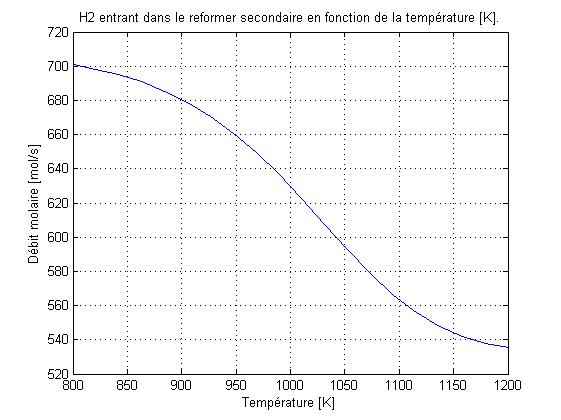 H2 entrant dans le reformer secondaire en fonction de la température [K].
720
700
680
660
640
620
600
580
560
540
520
Débit molaire [mol/s]
800 850 900 950 1000 1050 1100 1150 1200
Température [K]